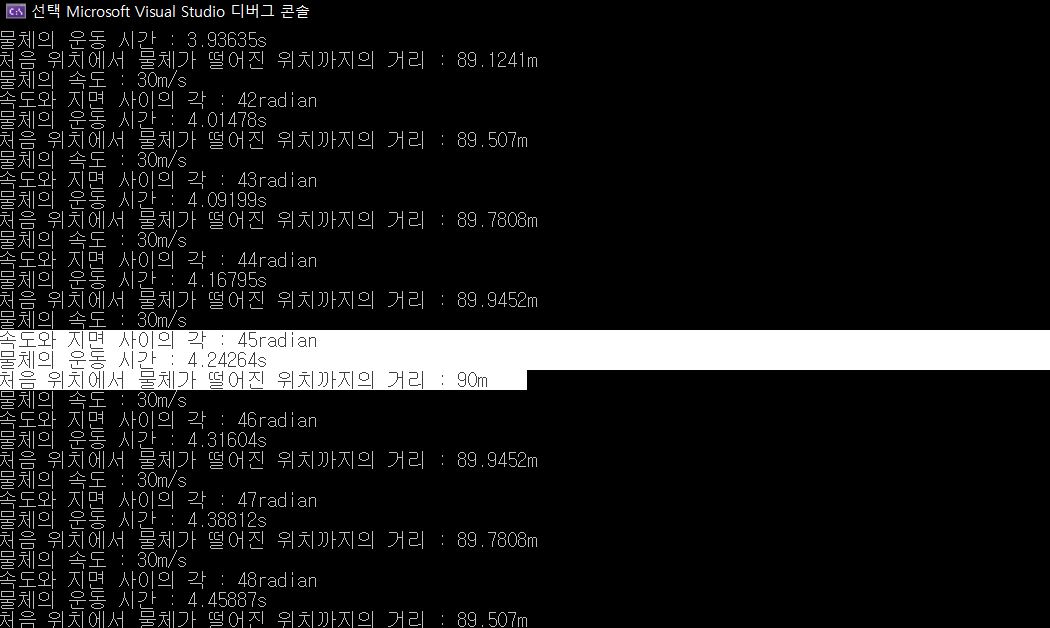 선택 Microsoft Visual Studio 디버그 콘솔
물체의 운동 시간 : 3.93635s
처음 위치에서 물체가 떨어진 위치까지의 거리 : 89.1241m
물체의 속도 : 30m/s
속도와 지면 사이의 각 : 42radian
물체의 운동 시간 : 4.01478s
처음 위치에서 물체가 떨어진 위치까지의 거리 : 89.507m
물체의 속도 : 30m/s
속도와 지면 사이의 각 : 43radian
물체의 운동 시간 : 4.09199s
처음 위치에서 물체가 떨어진 위치까지의 거리 : 89.7808m
물체의 속도 : 30m/s
속도와 지면 사이의 각 : 44radian
물체의 운동 시간 : 4.16795s
처음 위치에서 물체가 떨어진 위치까지의 거리 : 89.9452m
물체의 속도 : 30m/s
속도와 지면 사이의 각 : 45radian
물체의 운동 시간 : 4.24264s
처음 위치에서 물체가 떨어진 위치까지의 거리 : 90m
물체의 속도 : 30m/s
속도와 지면 사이의 각 : 46radian
물체의 운동 시간 : 4.31604s
처음 위치에서 물체가 떨어진 위치까지의 거리 : 89.9452m
물체의 속도 : 30m/s
속도와 지면 사이의 각 : 47radian
물체의 운동 시간 : 4.38812s
처음 위치에서 물체가 떨어진 위치까지의 거리 : 89.7808m
물체의 속도 : 30m/s
속도와 지면 사이의 각 : 48radian
물체의 운동 시간 : 4.45887s
처음 위치에서 물체가 떨어진 위치까지의 거리 : 89.507m